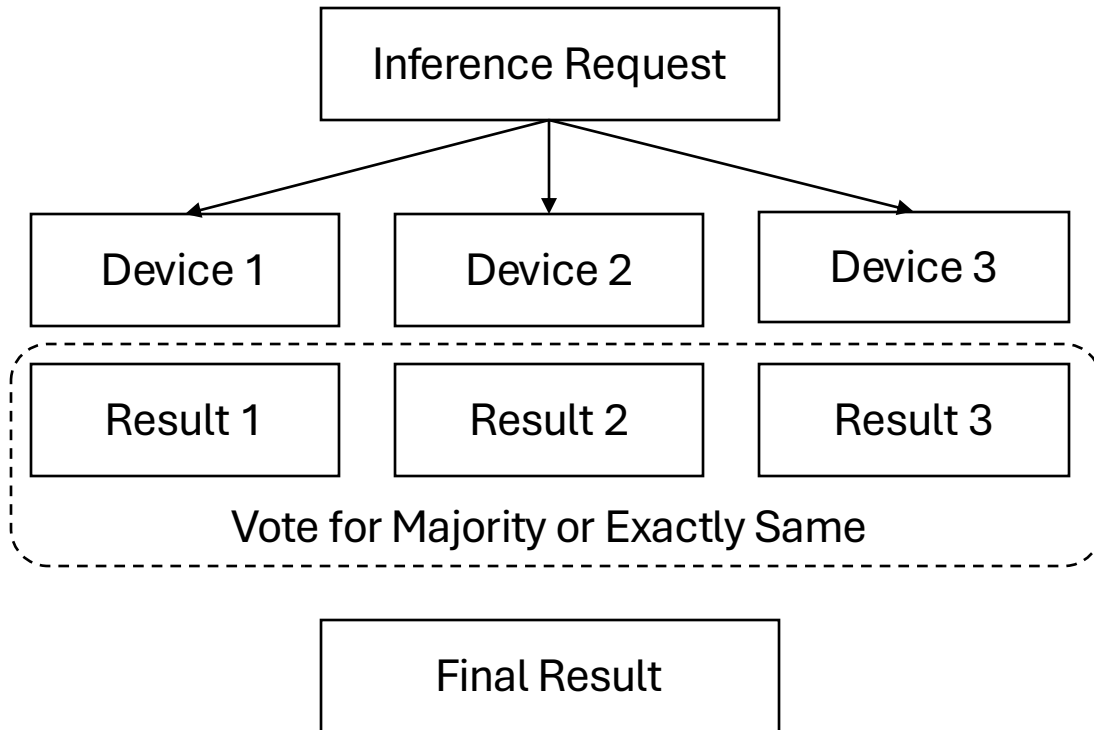 Inference Request
Device 1
Device 2
Device 3
Result 1
Result 2
Result 3
Vote for Majority or Exactly Same
Final Result